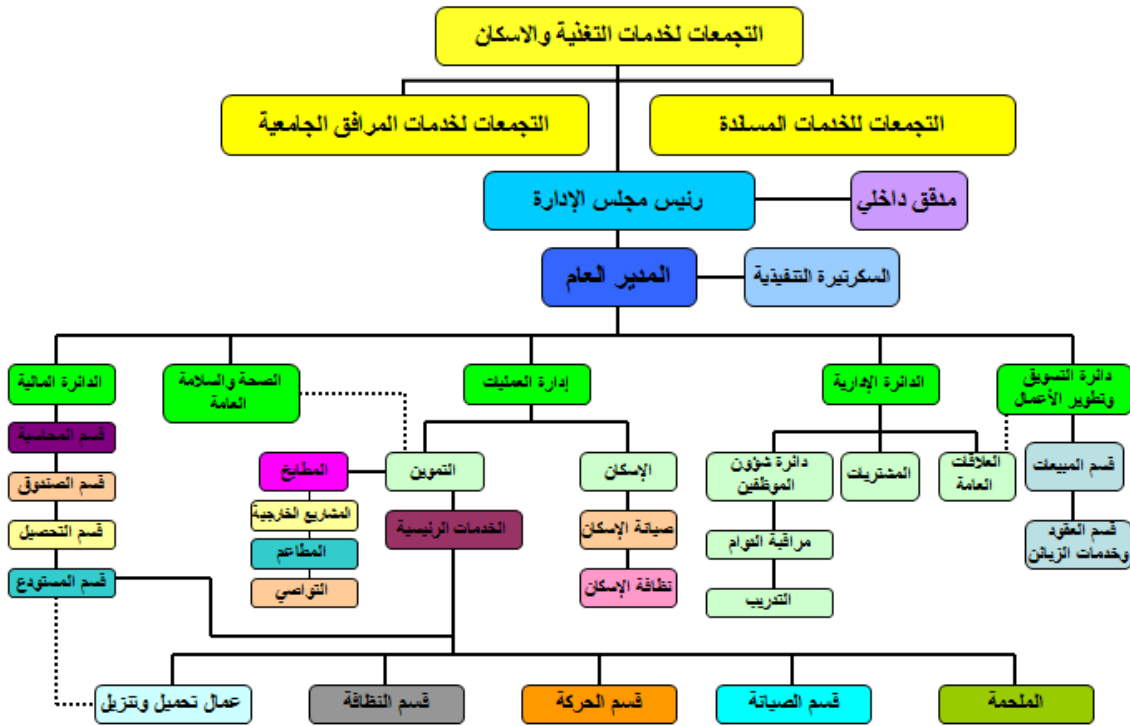 التجمعات لخدمات التغذية والاسكان
التجمعات للخدمات المساندة
التجمعات لخدمات المرافق الجامعية
رئيس مجلس الإدارة
مدقق داخلي
المدير العام
السكرتيرة التنفيذية
دائرة التسويق
وتطوير الأعمال
الدائرة الإدارية
إدارة العمليات
الصحة والسلامة
العامة
الدائرة المالية
قسم المبيعات
قسم العقود
وخدمات الزبائن
العلاقات
العامة
المشتريات
دائرة شؤون
الموظفين
مراقبة الدوام
التدريب
الإسكان
صيانة الإسكان
نظافة الإسكان
التموين
الخدمات الرئيسية
المطابخ
المشاريع الخارجية
المطاعم
التواصي
قسم المحاسبة
قسم الصندوق
قسم التحصيل
قسم المستودع
الملحمة
قسم الصيانة
قسم الحركة
قسم النظافة
عمال تحميل وتنزيل